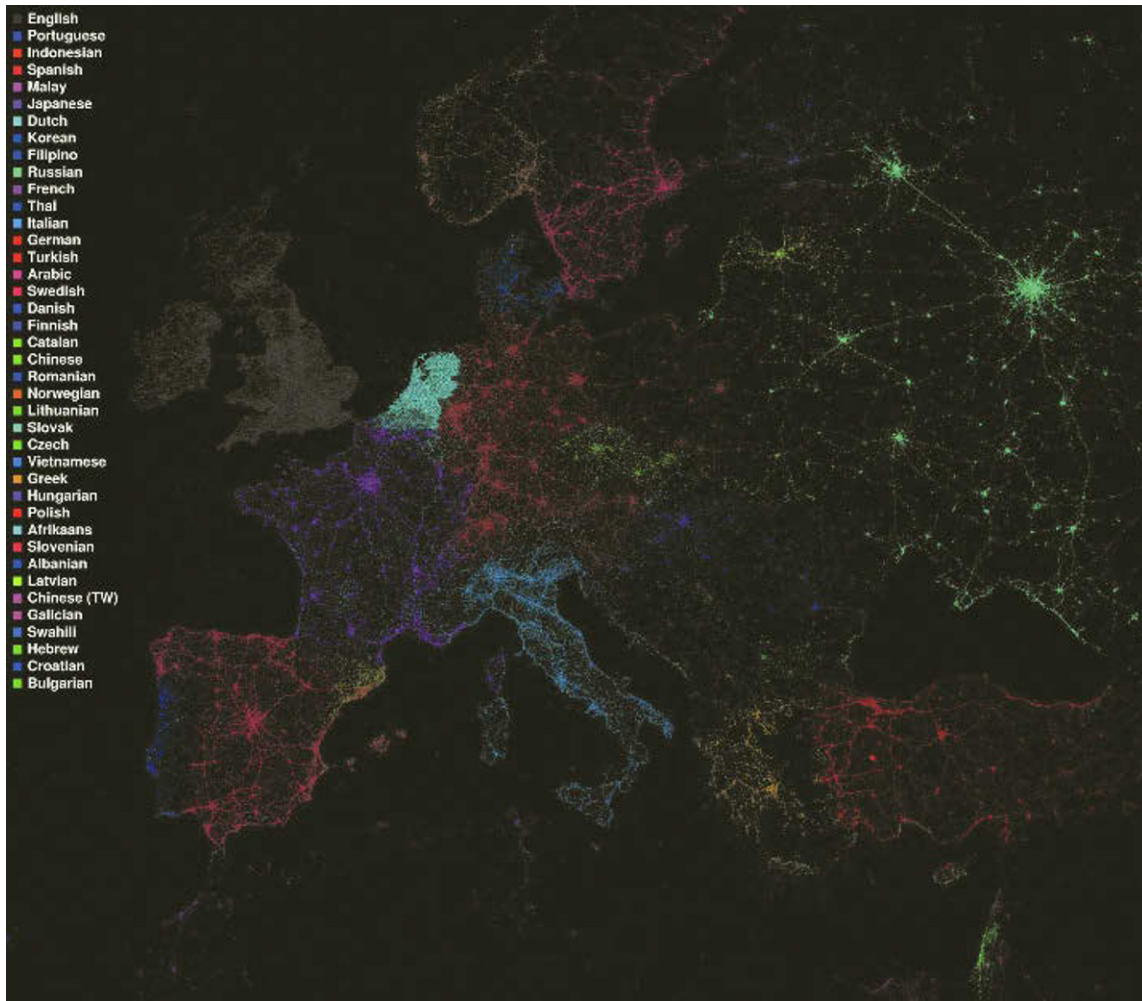 English
Portuguese
Indonesian
Spanish
Malay
Japanese
Dutch
Korean
Filipino
Russian
French
Thai
Italian
German
Turkish
Arabic
Swedish
Danish
Finnish
Catalan
Chinese
Romanian
Norwegian
Lithuanian
Slovak
Czech
Vietnamese
Greek
Hungarian
Polish
Afrikaans
Slovenian
Albanian
Latvian
Chinese (TW)
Galician
Swahili
Hebrew
Croatian
Bulgarian